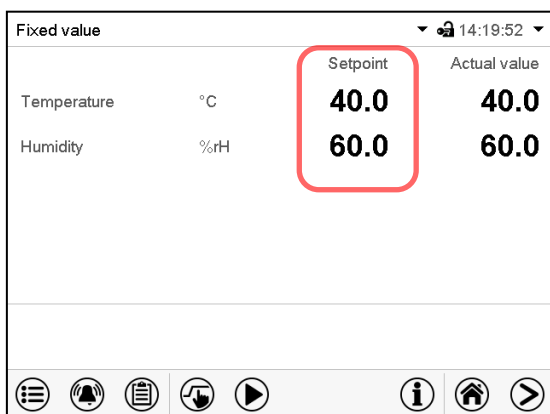 Fixed value 14:19:52
Setpoint Actual value
Temperature °C 40.0 40.0
Humidity %rH 60.0 60.0